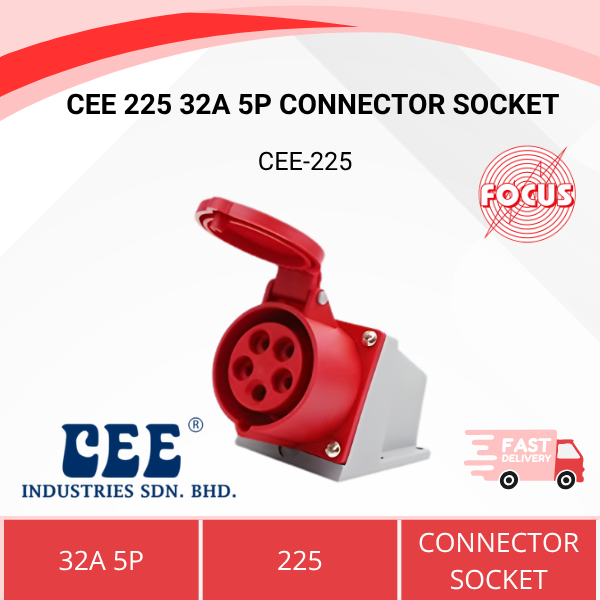 CEE 225 32A 5P CONNECTOR SOCKET
CEE-225
FOCUS
CEE®
INDUSTRIES SDN. BHD.
FAST
DELIVERY
32A 5P
225
CONNECTOR
SOCKET